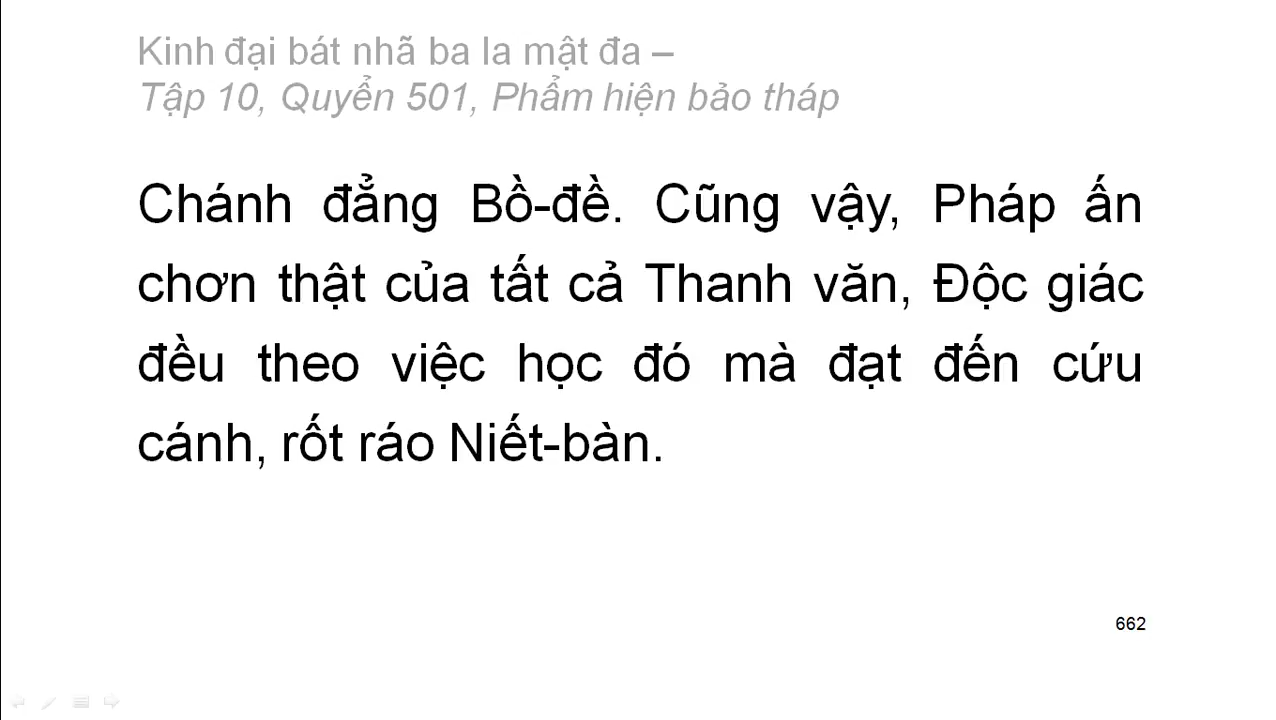 Kinh đại bát nhã ba la mật đa –
Tập 10, Quyển 501, Phẩm hiện bảo tháp
Chánh đẳng Bồ-đề. Cũng vậy, Pháp ấn
chơn thật của tất cả Thanh văn, Độc giác
đều theo việc học đó mà đạt đến cứu
cánh, rốt ráo Niết-bàn.
662